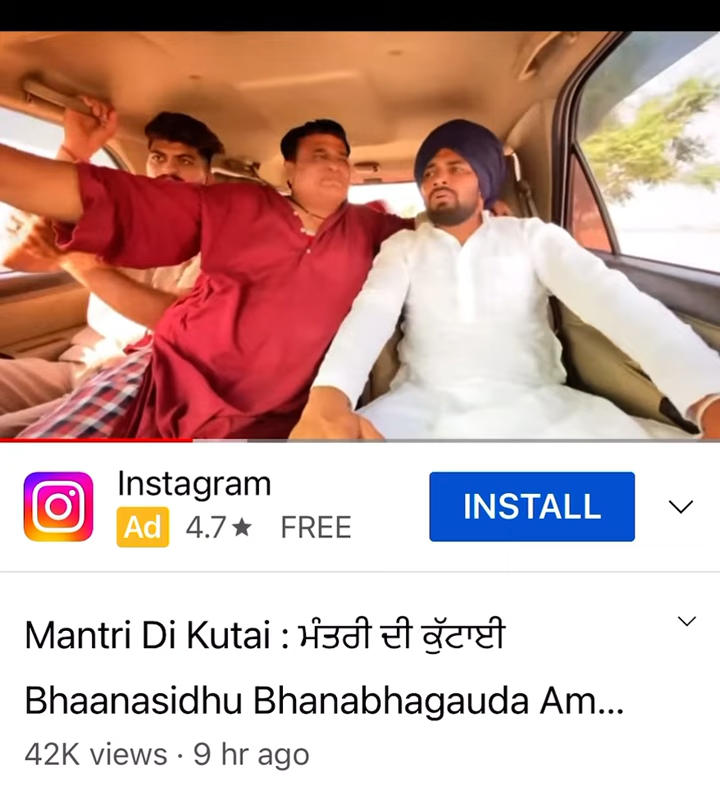 Instagram
Ad 4.7★ FREE
INSTALL
Mantri Di Kutai : ਮੰਤਰੀ ਦੀ ਕੁੱਟਾਈ
Bhaanasidhu Bhanabhagauda Am...
42K views · 9 hr ago